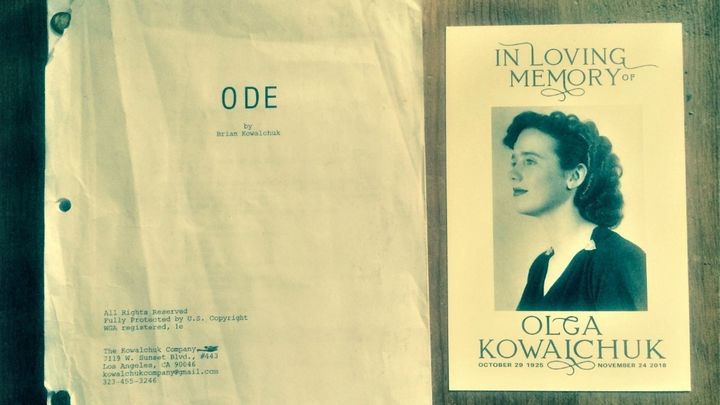 ODE
by
Brian Kowalchuk
All Rights Reserved
Fully Protected by U.S. Copyright
WGA registered, 1c
The Kowalchuk Company
7119 W. Sunset Blvd., #443
Los Angeles, CA 90046
kowalchukcompany@gmail.com
323-455-3246
IN LOVING
MEMORY OF
OLGA
KOWALCHUK
OCTOBER 29 1925 NOVEMBER 24 2018